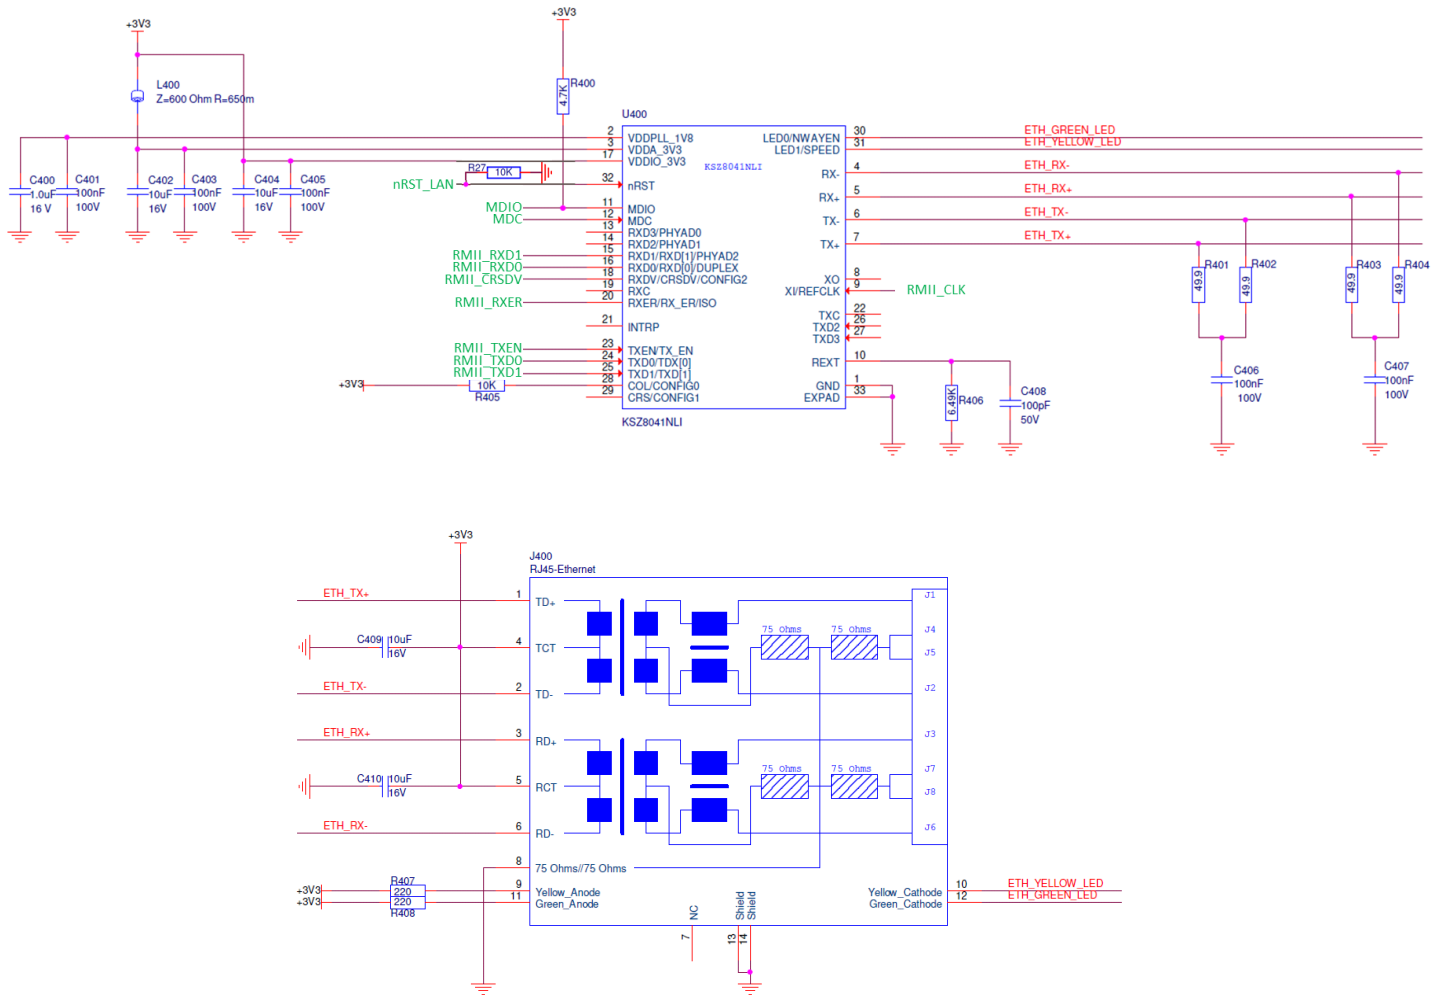 +3V3
+3V3
L400
Z=600 Ohm R=650m
R400
4.7K
U400
2 VDDPLL_1V8
3 VDDA_3V3
17 VDDIO_3V3
KSZ8041NLI
LED0/NWAYEN 30 ETH_GREEN_LED
LED1/SPEED 31 ETH_YELLOW_LED
C400
1.0uF
16 V
C401
100nF
100V
C402
10uF
16V
C403
100nF
100V
C404
10uF
16V
C405
100nF
100V
R27
10K
nRST_LAN 32 nRST
RX- 4 ETH_RX-
RX+ 5 ETH_RX+
TX- 6 ETH_TX-
TX+ 7 ETH_TX+
MDIO 11 MDIO
MDC 12 MDC
13 RXD3/PHYAD0
14 RXD2/PHYAD1
RMII_RXD1 15 RXD1/RXD[1]/PHYAD2
RMII_RXD0 16 RXD0/RXD[0]/DUPLEX
RMII_CRSDV 18 RXDV/CRSDV/CONFIG2
19 RXC
RMII_RXER 20 RXER/RX_ER/ISO
21 INTRP
RMII_TXEN 23 TXEN/TX_EN
RMII_TXD0 24 TXD0/TDX[0]
RMII_TXD1 25 TXD1/TXD[1]
+3V3 10K 28 COL/CONFIG0
R405
29 CRS/CONFIG1
KSZ8041NLI
XO 8
XI/REFCLK 9 RMII_CLK
TXC 22
TXD2 26
TXD3 27
REXT 10
GND 1
EXPAD 33
6.49K
R406
C408
100pF
50V
R401
49.9
R402
49.9
R403
49.9
R404
49.9
C406
100nF
100V
C407
100nF
100V
+3V3
J400
RJ45-Ethernet
ETH_TX+ 1 TD+
C409 10uF
16V
4 TCT
ETH_TX- 2 TD-
ETH_RX+ 3 RD+
C410 10uF
16V
5 RCT
ETH_RX- 6 RD-
8 75 Ohms//75 Ohms
75 Ohms 75 Ohms
75 Ohms 75 Ohms
J1
J4
J5
J2
J3
J7
J8
J6
R407
+3V3 220 9 Yellow_Anode
+3V3 220 11 Green_Anode
R408
Yellow_Cathode 10 ETH_YELLOW_LED
Green_Cathode 12 ETH_GREEN_LED
NC
7
Shield
13
Shield
14